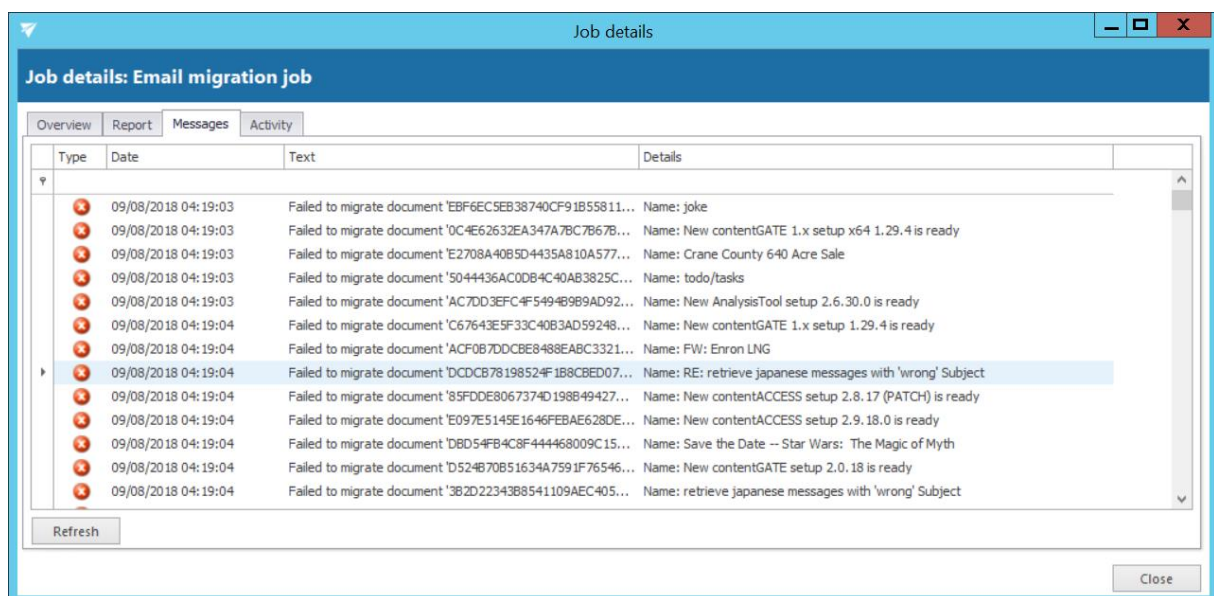 Job details
Job details: Email migration job
Overview Report Messages Activity
Type Date Text Details
09/08/2018 04:19:03 Failed to migrate document 'EBF6EC5EB38740CF91B55811... Name: joke
09/08/2018 04:19:03 Failed to migrate document '0C4E62632EA347A7BC7B67B... Name: New contentGATE 1.x setup x64 1.29.4 is ready
09/08/2018 04:19:03 Failed to migrate document 'E2708A40B5D4435A810A577... Name: Crane County 640 Acre Sale
09/08/2018 04:19:03 Failed to migrate document '5044436AC0DB4C40AB3825C... Name: todo/tasks
09/08/2018 04:19:03 Failed to migrate document 'AC7DD3EFC4F5494B9B9AD92... Name: New AnalysisTool setup 2.6.30.0 is ready
09/08/2018 04:19:04 Failed to migrate document 'C67643E5F33C40B3AD59248... Name: New contentGATE 1.x setup 1.29.4 is ready
09/08/2018 04:19:04 Failed to migrate document 'ACF0B7DDCBE8488EABC3321... Name: FW: Enron LNG
09/08/2018 04:19:04 Failed to migrate document 'DCDCB78198524F1B8CBED07... Name: RE: retrieve japanese messages with 'wrong' Subject
09/08/2018 04:19:04 Failed to migrate document '85FDDE8067374D198B49427... Name: New contentACCESS setup 2.8.17 (PATCH) is ready
09/08/2018 04:19:04 Failed to migrate document 'E097E5145E1646FEBAE628DE... Name: New contentACCESS setup 2.9.18.0 is ready
09/08/2018 04:19:04 Failed to migrate document 'DBD54FB4C8F444468009C15... Name: Save the Date -- Star Wars: The Magic of Myth
09/08/2018 04:19:04 Failed to migrate document 'D524B70B51634A7591F76546... Name: New contentGATE setup 2.0.18 is ready
09/08/2018 04:19:04 Failed to migrate document '3B2D22343B8541109AEC405... Name: retrieve japanese messages with 'wrong' Subject
Refresh
Close